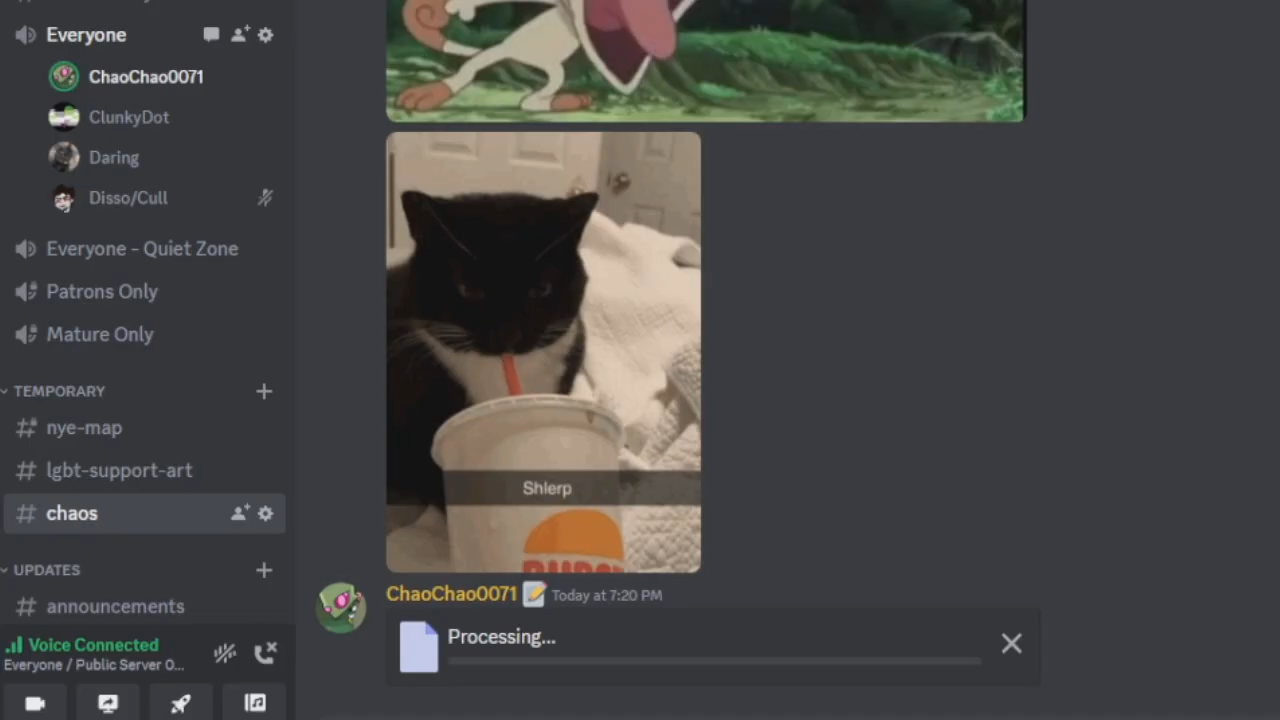 Everyone
ChaoChao0071
ClunkyDot
Daring
Disso/Cull
Everyone - Quiet Zone
Patrons Only
Mature Only
TEMPORARY
nye-map
lgbt-support-art
chaos
UPDATES
announcements
Voice Connected
Everyone / Public Server 0...
Shlerp
ChaoChao0071 Today at 7:20 PM
Processing...